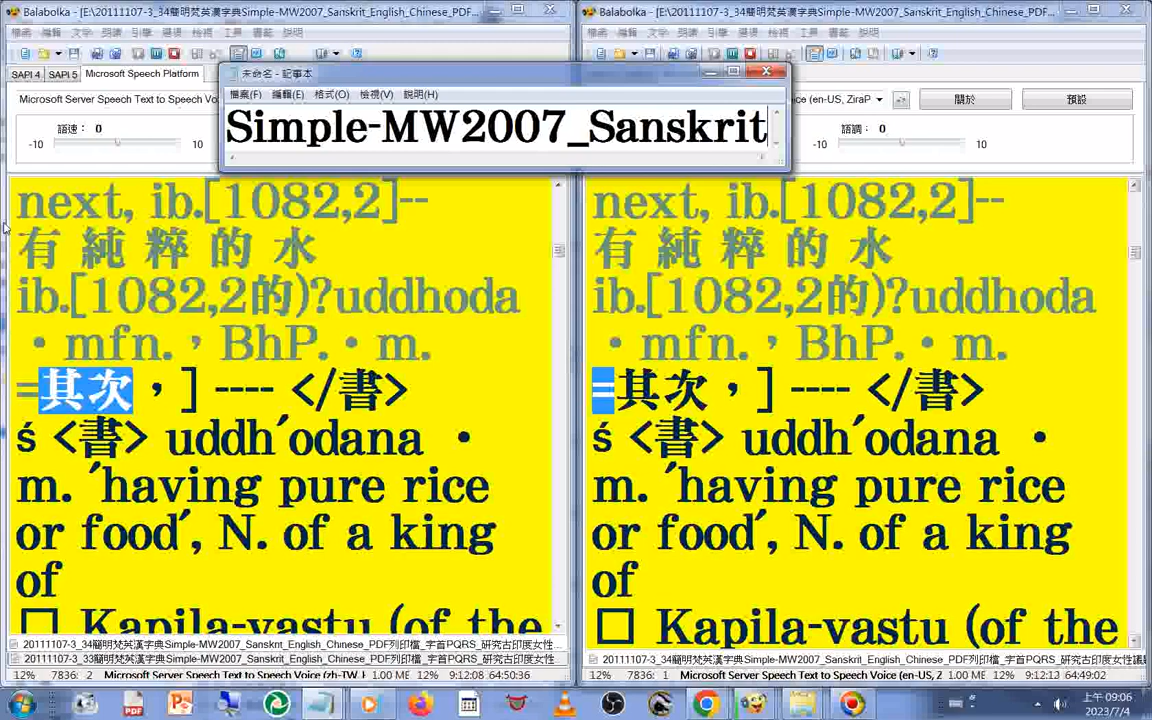 Balabolka - [E:\20111107-3_34簡明梵英漢字典Simple-MW2007_Sanskrit_English_Chinese_PDF...
Balabolka - [E:\20111107-3_34簡明梵英漢字典Simple-MW2007_Sanskrit_English_Chinese_PDF...
SAPI 4 SAPI 5 Microsoft Speech Platform
未命名 - 記事本
檔案(F) 編輯(E) 格式(O) 檢視(V) 說明(H)
Simple-MW2007_Sanskrit
Microsoft Server Speech Text to Speech Vo
ce (en-US, ZiraP
關於
預設
語速: 0
-10 10
語調: 0
-10 10
next, ib.[1082,2]--
有 純 粹 的 水
ib.[1082,2的)?uddhoda
・mfn.，BhP.・m.
=其次，] ---- </書>
ś <書> uddh´odana ・
m. ´having pure rice
or food´, N. of a king
of
□ Kapila-vastu (of the
next, ib.[1082,2]--
有 純 粹 的 水
ib.[1082,2的)?uddhoda
・mfn.，BhP.・m.
=其次，] ---- </書>
ś <書> uddh´odana ・
m. ´having pure rice
or food´, N. of a king
of
□ Kapila-vastu (of the
20111107-3_34簡明梵英漢字典Simple-MW2007_Sanskrit_English_Chinese_PDF列印檔_字首PQRS_研究古印度女性...
20111107-3_33簡明梵英漢字典Simple-MW2007_Sanskrit_English_Chinese_PDF列印檔_字首PQRS_研究古印度女性...
20111107-3_34簡明梵英漢字典Simple-MW2007_Sanskrit_English_Chinese_PDF列印檔_字首PQRS_研究古印度女性議
12% 7836: 2 Microsoft Server Speech Text to Speech Voice (zh-TW, 1.00 MB 12% 9:12:08 64:50:36
12% 7836: 1 Microsoft Server Speech Text to Speech Voice (en-US, 2 1.00 MB 12% 9:12:13 64:49:02
上午 09:06
2023/7/4